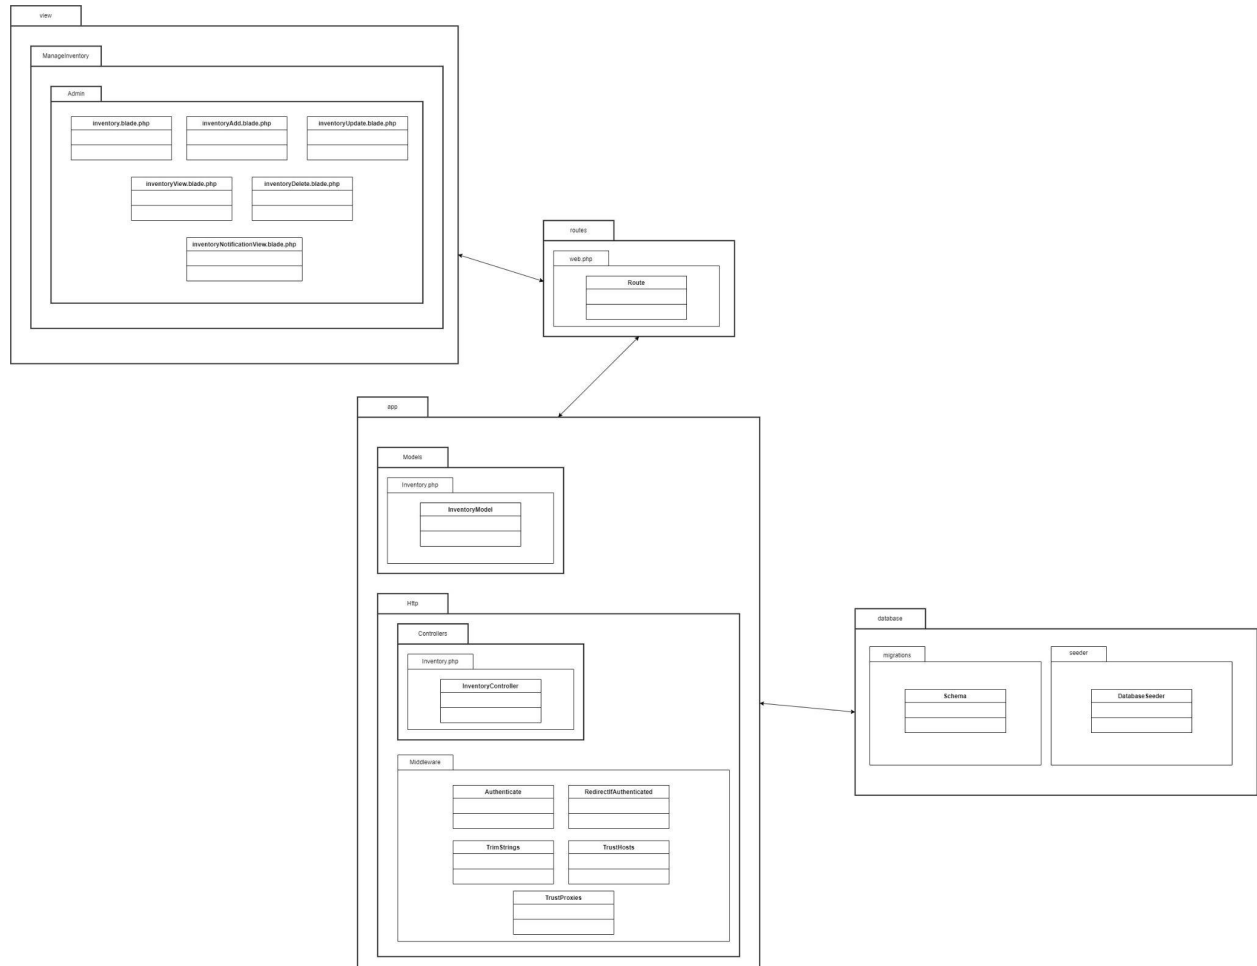 view
ManageInventory
Admin
inventory.blade.php
inventoryAdd.blade.php
inventoryUpdate.blade.php
inventoryView.blade.php
inventoryDelete.blade.php
inventoryNotificationView.blade.php
routes
web.php
Route
app
Models
Inventory.php
InventoryModel
Http
Controllers
Inventory.php
InventoryController
Middleware
Authenticate
RedirectIfAuthenticated
TrimStrings
TrustHosts
TrustProxies
database
migrations
seeder
Schema
DatabaseSeeder